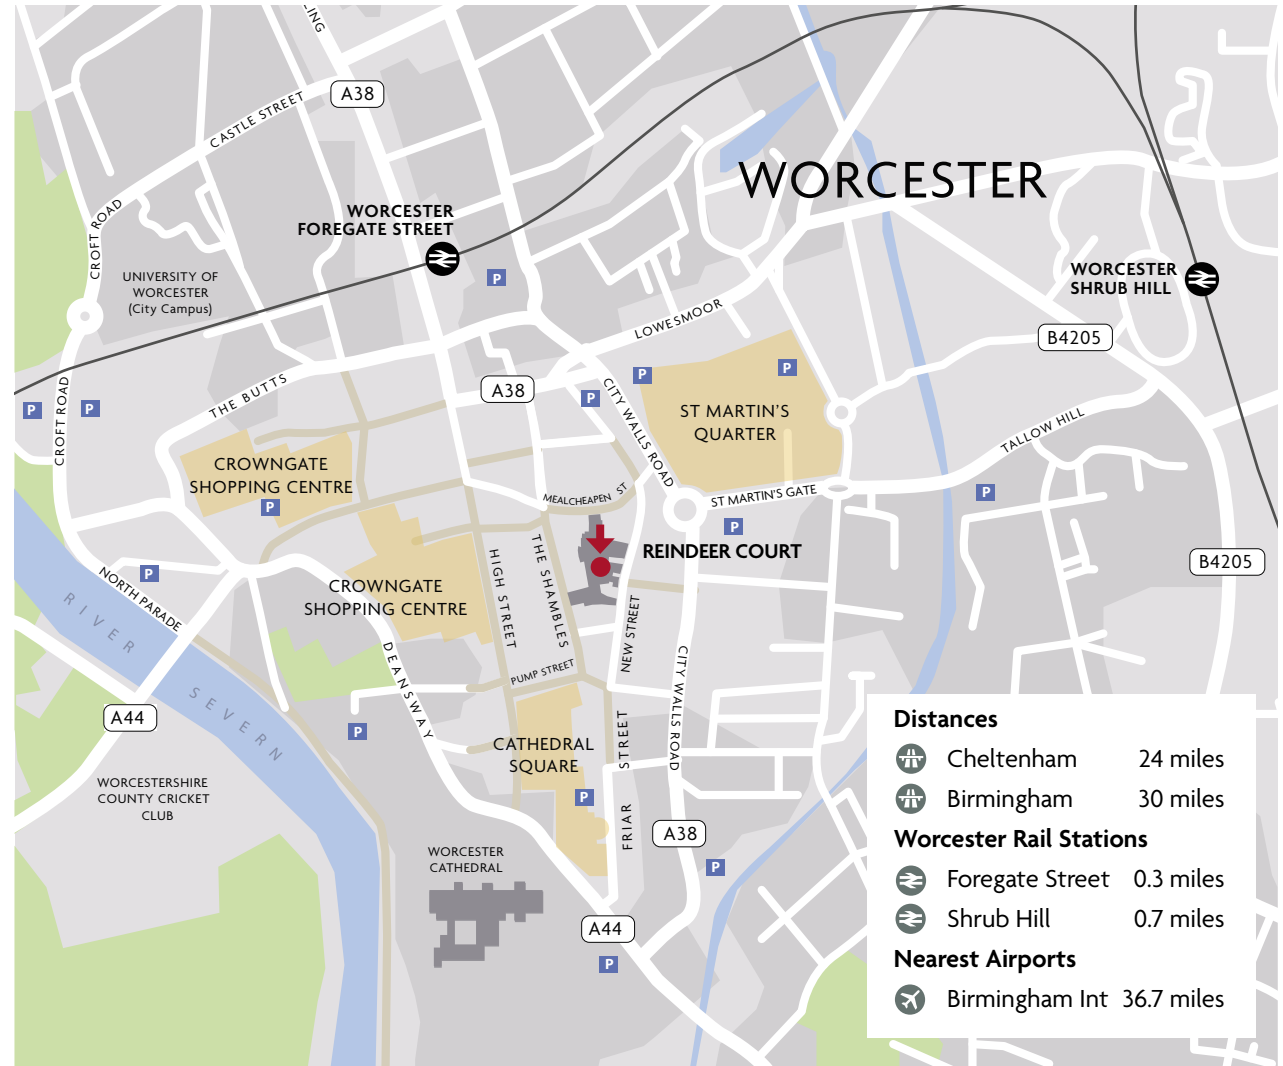 LING
A38
CASTLE STREET
WORCESTER
WORCESTER
FOREGATE STREET
CROFT ROAD
P
UNIVERSITY OF
WORCESTER
(City Campus)
WORCESTER
SHRUB HILL
LOWESMOOR
B4205
P
P
A38
THE BUTTS
CROFT ROAD
P
P
P
CITY WALLS ROAD
ST MARTIN'S
QUARTER
TALLOW HILL
CROWNGATE
SHOPPING CENTRE
P
MEALCHEAPEN ST
ST MARTIN'S GATE
P
P
REINDEER COURT
B4205
P
NORTH PARADE
CROWNGATE
SHOPPING CENTRE
HIGH STREET
THE SHAMBLES
NEW STREET
RIVER SEVERN
DEANSWAY
PUMP STREET
CITY WALLS ROAD
A44
P
CATHEDRAL
SQUARE
FRIAR STREET
P
WORCESTERSHIRE
COUNTY CRICKET
CLUB
A38
WORCESTER
CATHEDRAL
P
A44
P
Distances
Cheltenham 24 miles
Birmingham 30 miles
Worcester Rail Stations
Foregate Street 0.3 miles
Shrub Hill 0.7 miles
Nearest Airports
Birmingham Int 36.7 miles